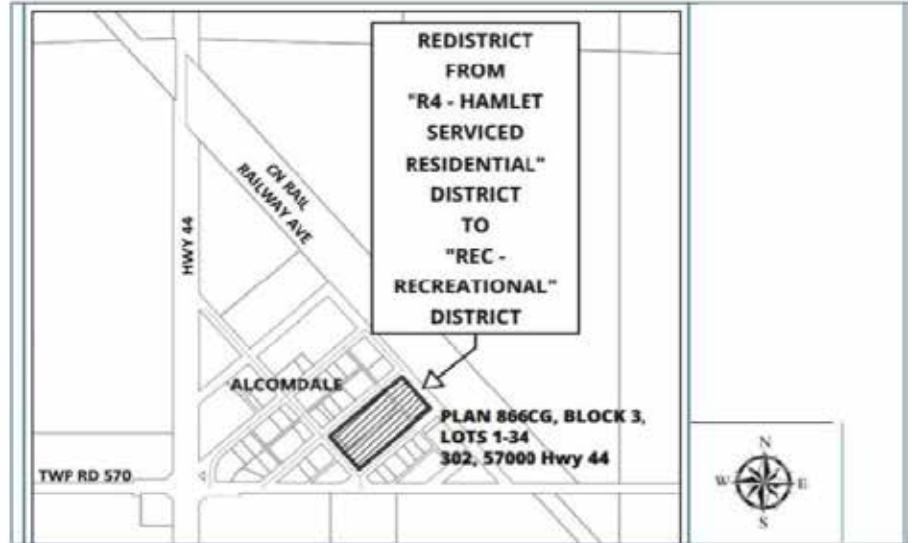 REDISTRICT
FROM
"R4 - HAMLET
SERVICED
RESIDENTIAL"
DISTRICT
TO
"REC -
RECREATIONAL"
DISTRICT
CN RAIL
RAILWAY AVE
HWY 44
ALCOMDALE
PLAN 866CG, BLOCK 3,
LOTS 1-34
302, 57000 Hwy 44
TWP RD 570
N
W
E
S